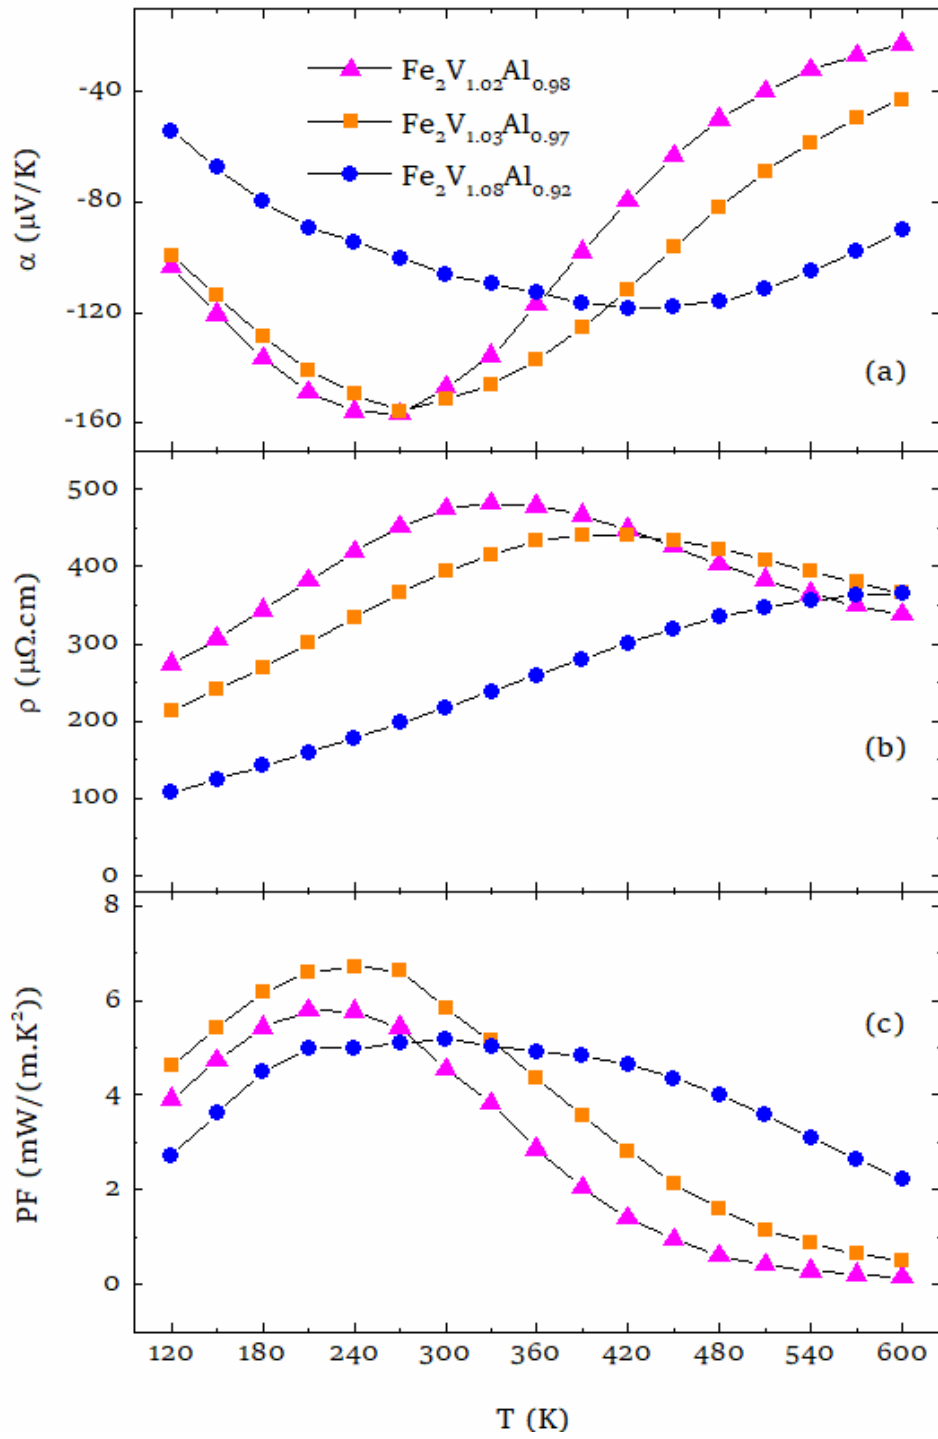 -40
-80
-120
-160
α (μV/K)
Fe₂V₁.₀₂Al₀.₉₈
Fe₂V₁.₀₃Al₀.₉₇
Fe₂V₁.₀₈Al₀.₉₂
(a)
500
400
300
200
100
0
ρ (μΩ.cm)
(b)
8
6
4
2
0
PF (mW/(m.K²))
(c)
120 180 240 300 360 420 480 540 600
T (K)